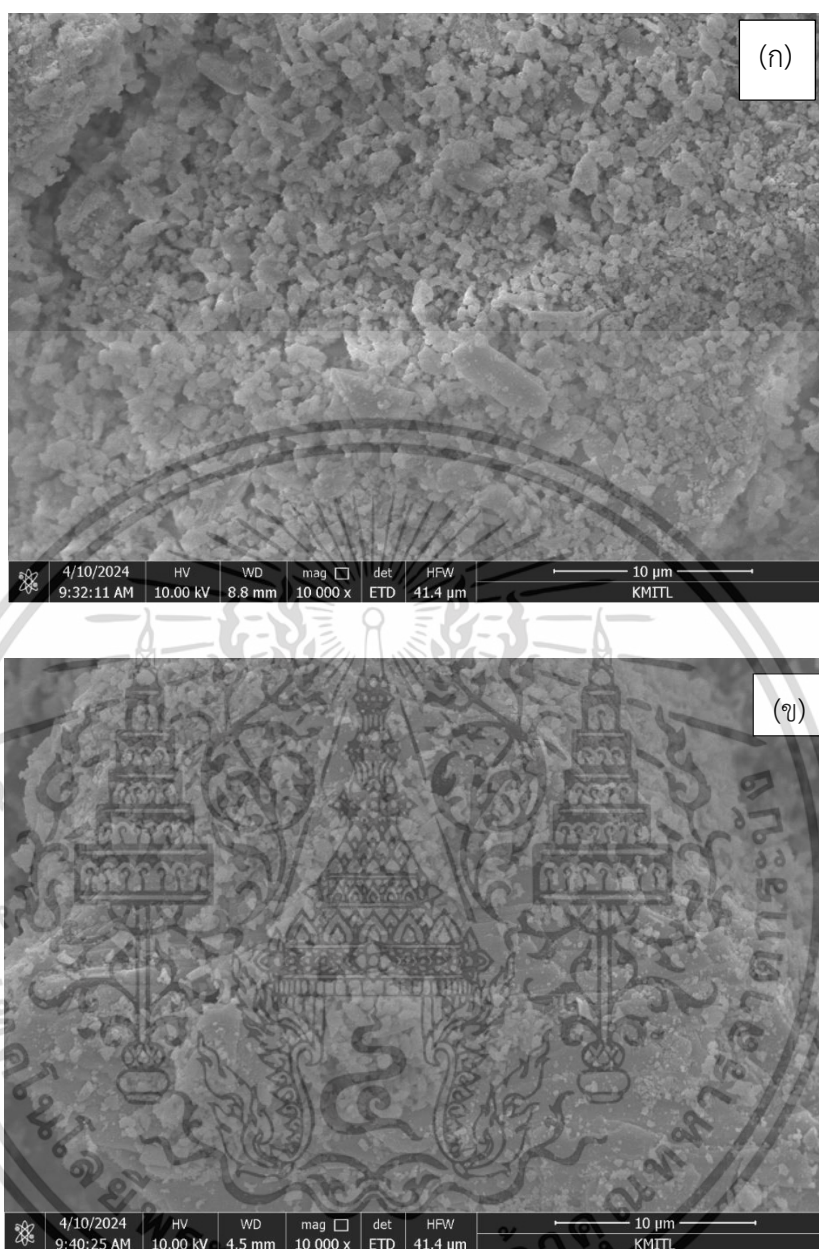 (ก)
4/10/2024 HV WD mag det HFW 10 μm
9:32:11 AM 10.00 kV 8.8 mm 10 000 x ETD 41.4 μm KMITL
(ข)
4/10/2024 HV WD mag det HFW 10 μm
9:40:25 AM 10.00 kV 4.5 mm 10 000 x ETD 41.4 μm KMITL